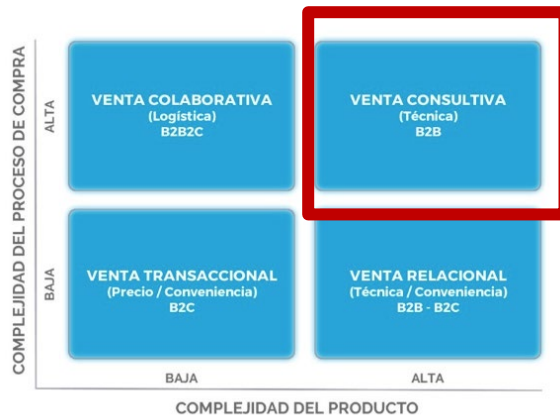 COMPLEJIDAD DEL PROCESO DE COMPRA
ALTA
VENTA COLABORATIVA
(Logística)
B2B2C
VENTA CONSULTIVA
(Técnica)
B2B
BAJA
VENTA TRANSACCIONAL
(Precio / Conveniencia)
B2C
VENTA RELACIONAL
(Técnica / Conveniencia)
B2B - B2C
BAJA
ALTA
COMPLEJIDAD DEL PRODUCTO